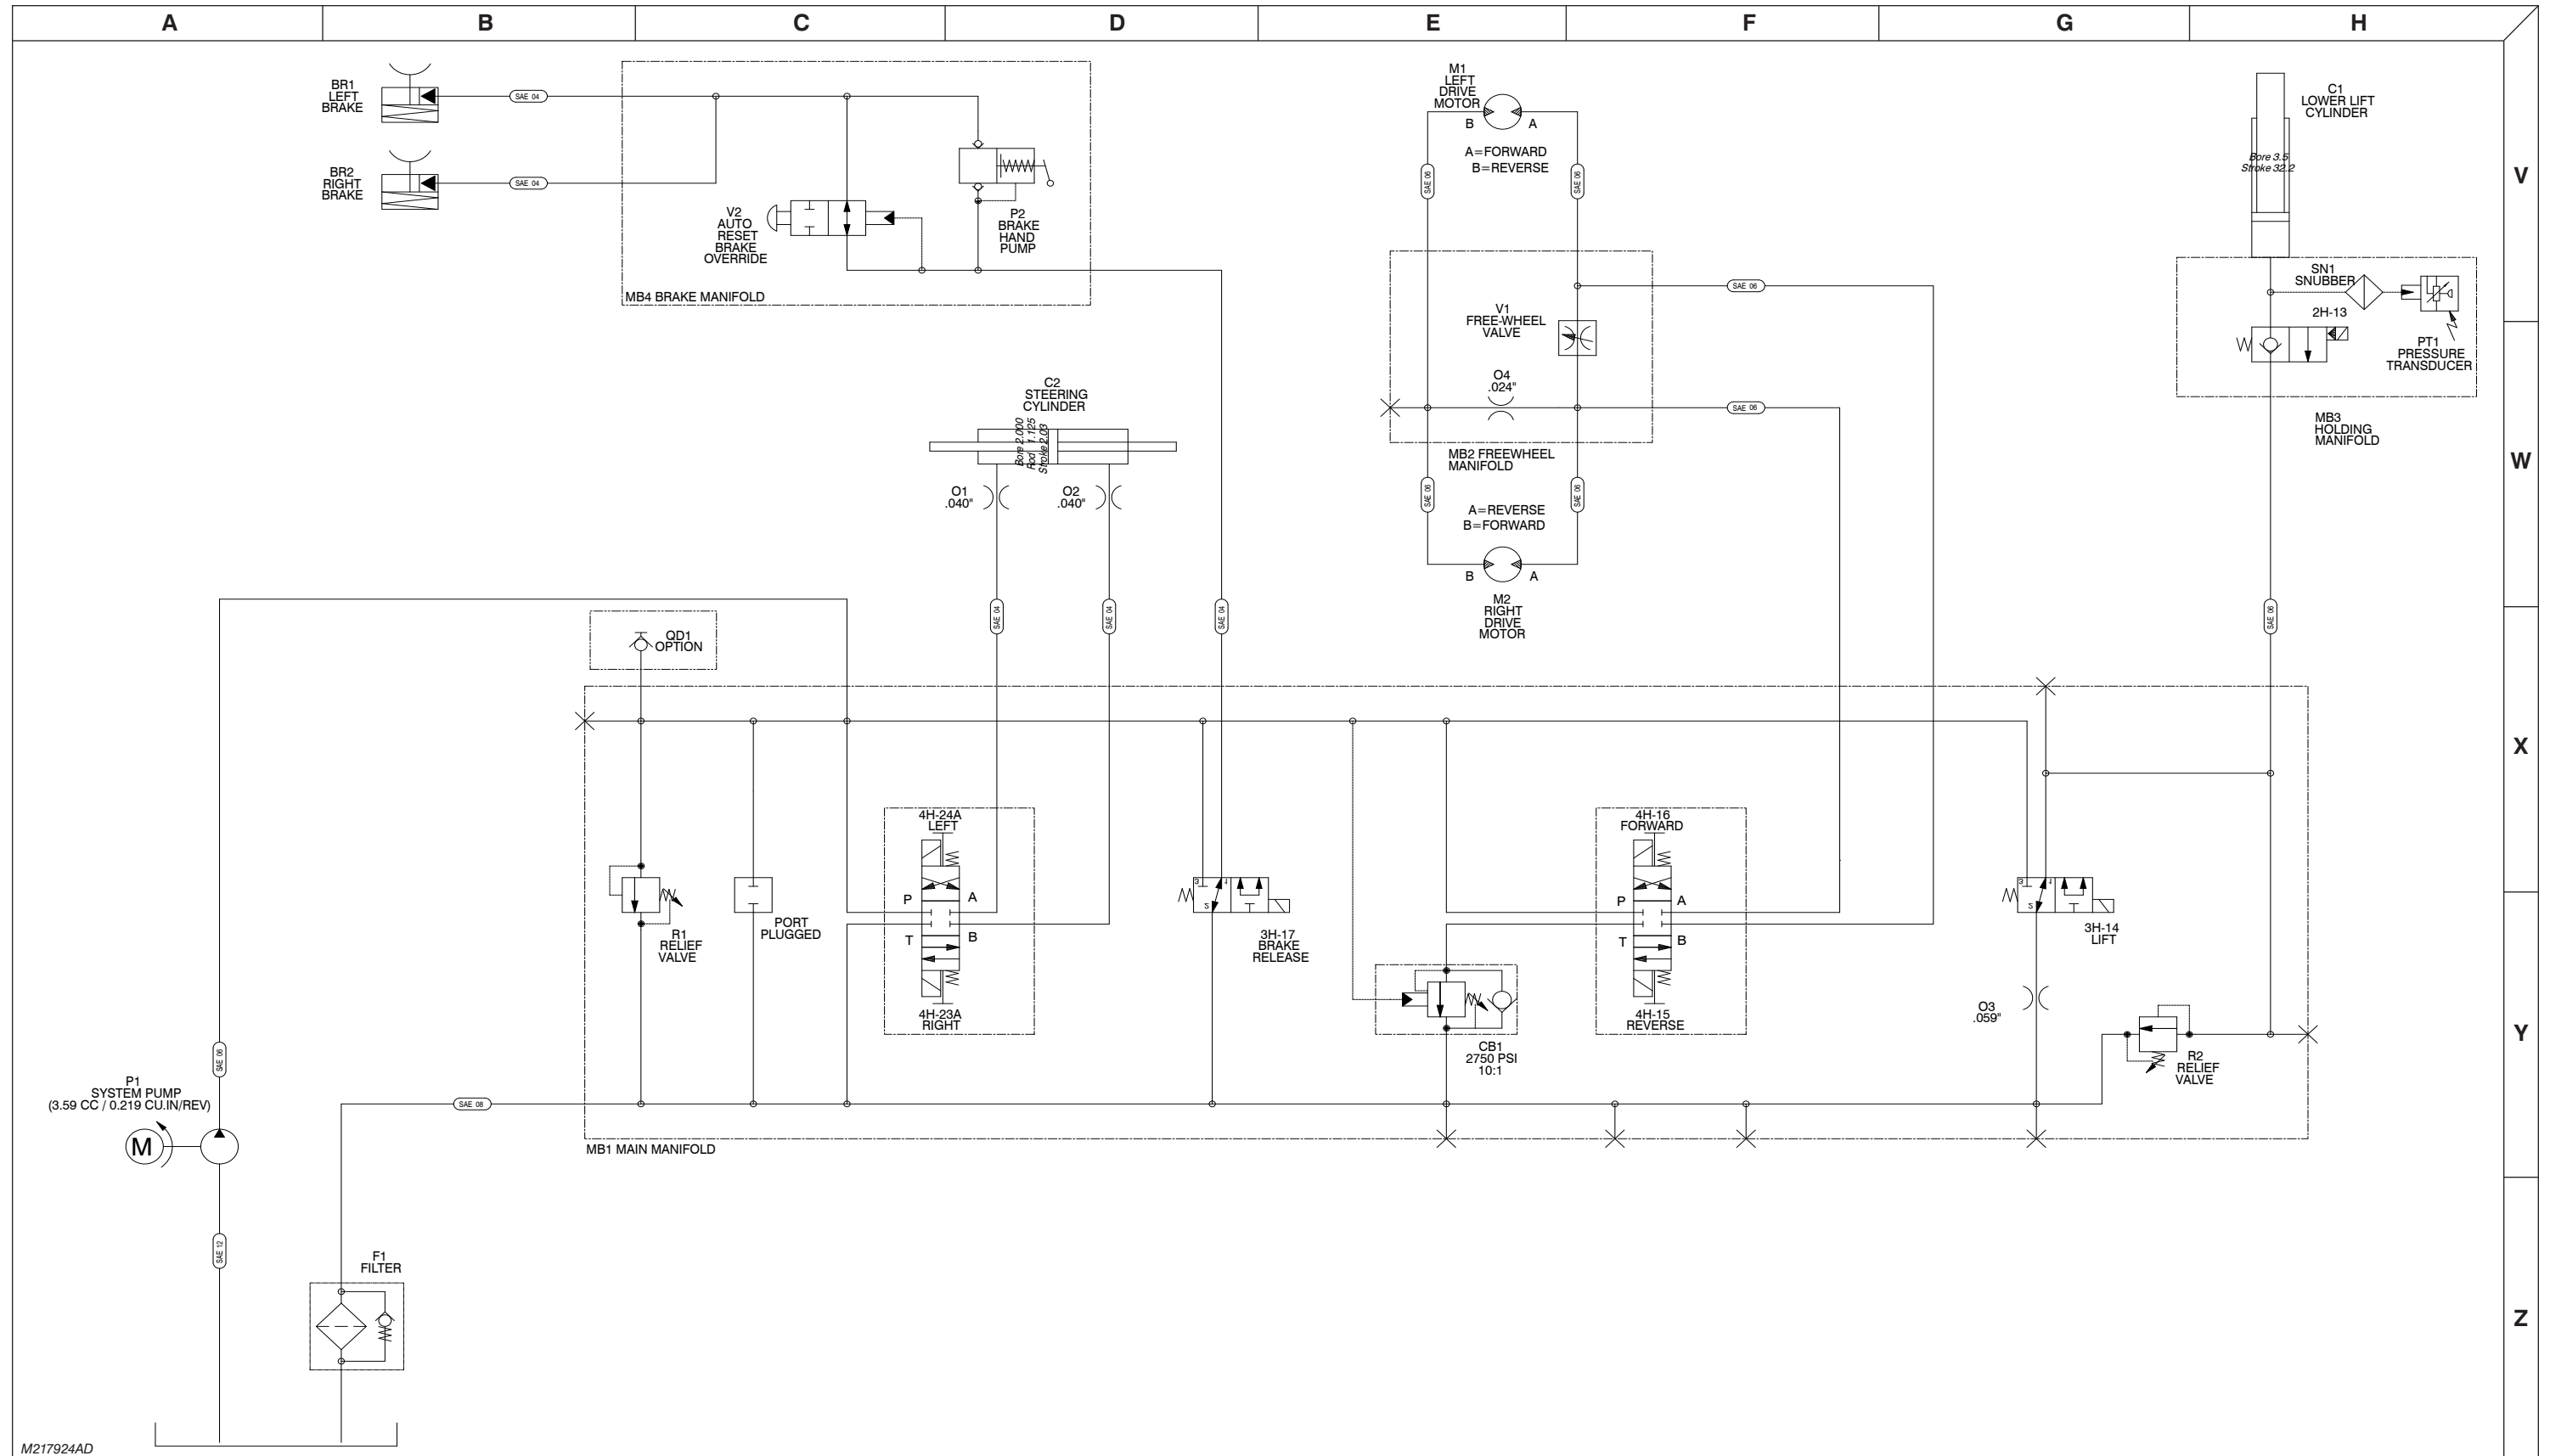 A B C D E F G H
V
W
X
Y
Z
BR1
LEFT
BRAKE
SAE 04
BR2
RIGHT
BRAKE
SAE 04
V2
AUTO
RESET
BRAKE
OVERRIDE
P2
BRAKE
HAND
PUMP
MB4 BRAKE MANIFOLD
M1
LEFT
DRIVE
MOTOR
B A
A=FORWARD
B=REVERSE
SAE 06
SAE 06
C1
LOWER LIFT
CYLINDER
Bore 3.5
Stroke 32.2
SN1
SNUBBER
2H-13
PT1
PRESSURE
TRANSDUCER
MB3
HOLDING
MANIFOLD
V1
FREE-WHEEL
VALVE
SAE 06
O4
.024"
SAE 06
MB2 FREEWHEEL
MANIFOLD
SAE 06
SAE 06
A=REVERSE
B=FORWARD
B A
M2
RIGHT
DRIVE
MOTOR
C2
STEERING
CYLINDER
Bore 2.000
Rod 1.125
Stroke 2.03
O1
.040"
O2
.040"
SAE 04
SAE 04
SAE 04
SAE 06
QD1
OPTION
4H-24A
LEFT
P A
T B
4H-23A
RIGHT
R1
RELIEF
VALVE
PORT
PLUGGED
3 1
2
3H-17
BRAKE
RELEASE
4H-16
FORWARD
P A
T B
4H-15
REVERSE
CB1
2750 PSI
10:1
3 1
2
3H-14
LIFT
O3
.059"
R2
RELIEF
VALVE
SAE 06
P1
SYSTEM PUMP
(3.59 CC / 0.219 CU.IN/REV)
M
SAE 08
MB1 MAIN MANIFOLD
SAE 12
F1
FILTER
M217924AD